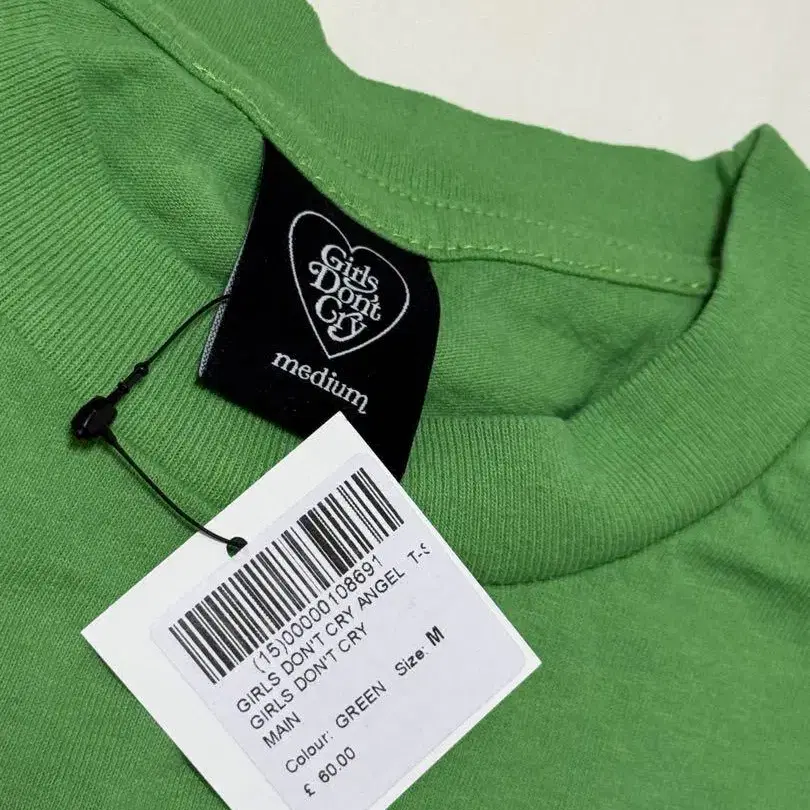 Girls
Don't
Cry
medium
(15)00000108691
GIRLS DON'T CRY ANGEL T-S
GIRLS DON'T CRY
MAIN
Colour: GREEN Size: M
£ 60.00